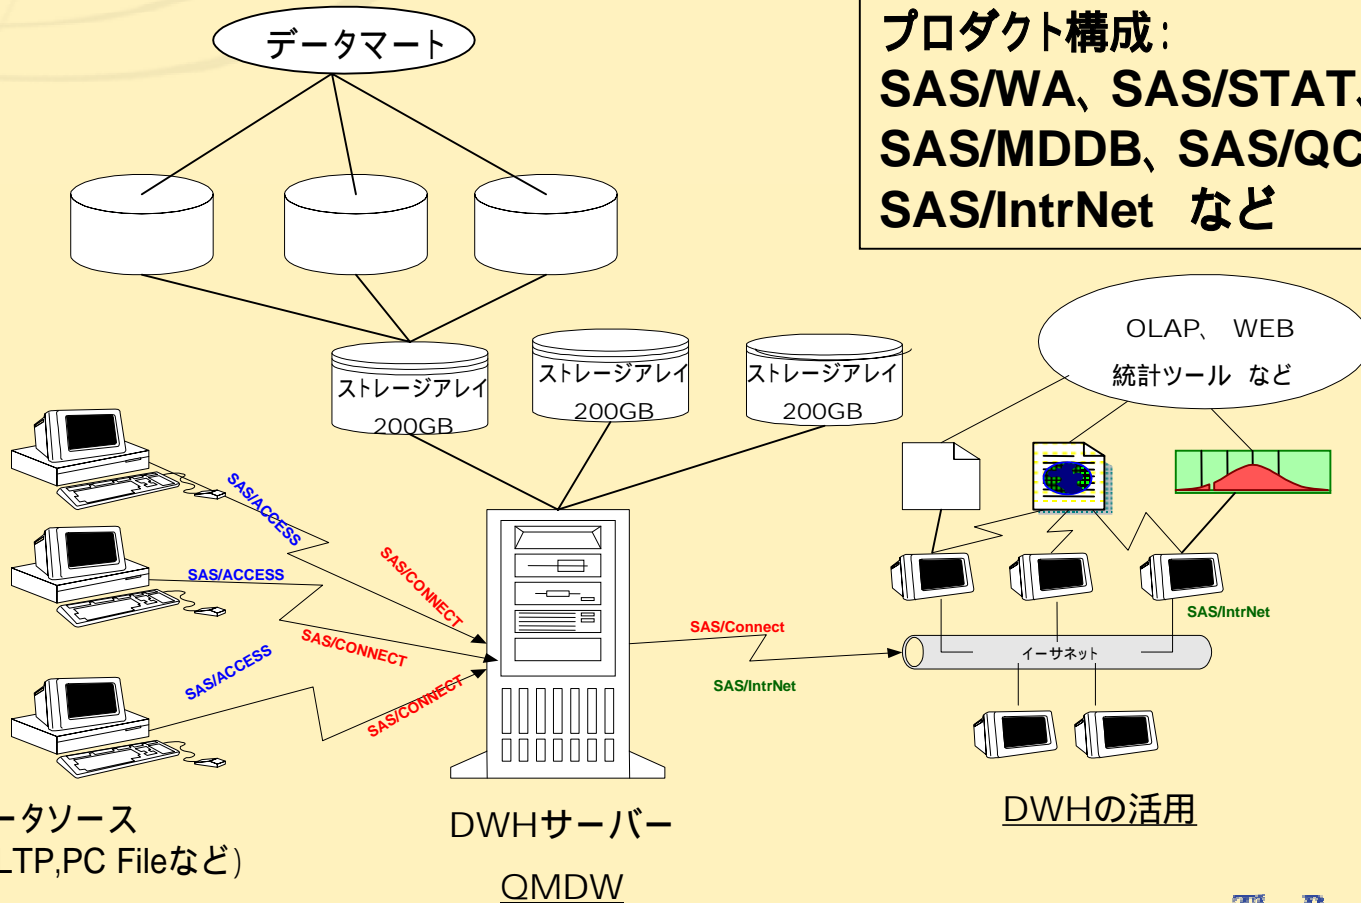 データマート
プロダクト構成:
SAS/WA、SAS/STAT、
SAS/MDDB、SAS/QC
SAS/IntrNet など
ストレージアレイ
200GB
ストレージアレイ
200GB
ストレージアレイ
200GB
OLAP、 WEB
統計ツール など
SAS/ACCESS
SAS/CONNECT
SAS/ACCESS
SAS/CONNECT
SAS/ACCESS
SAS/CONNECT
SAS/Connect
SAS/IntrNet
SAS/IntrNet
イーサネット
ータソース
LTP,PC Fileなど)
DWHサーバー
QMDW
DWHの活用